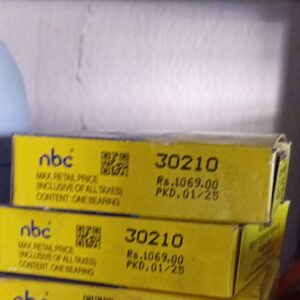 nbc
30210
MAX. RETAIL PRICE
(INCLUSIVE OF ALL TAXES)
CONTENT :ONE BEARING
Rs.1069.00
PKD.01/25
nbc
30210
MAX. RETAIL PRICE
(INCLUSIVE OF ALL TAXES)
CONTENT :ONE BEARING
Rs.1069.00
PKD.01/25
nbc